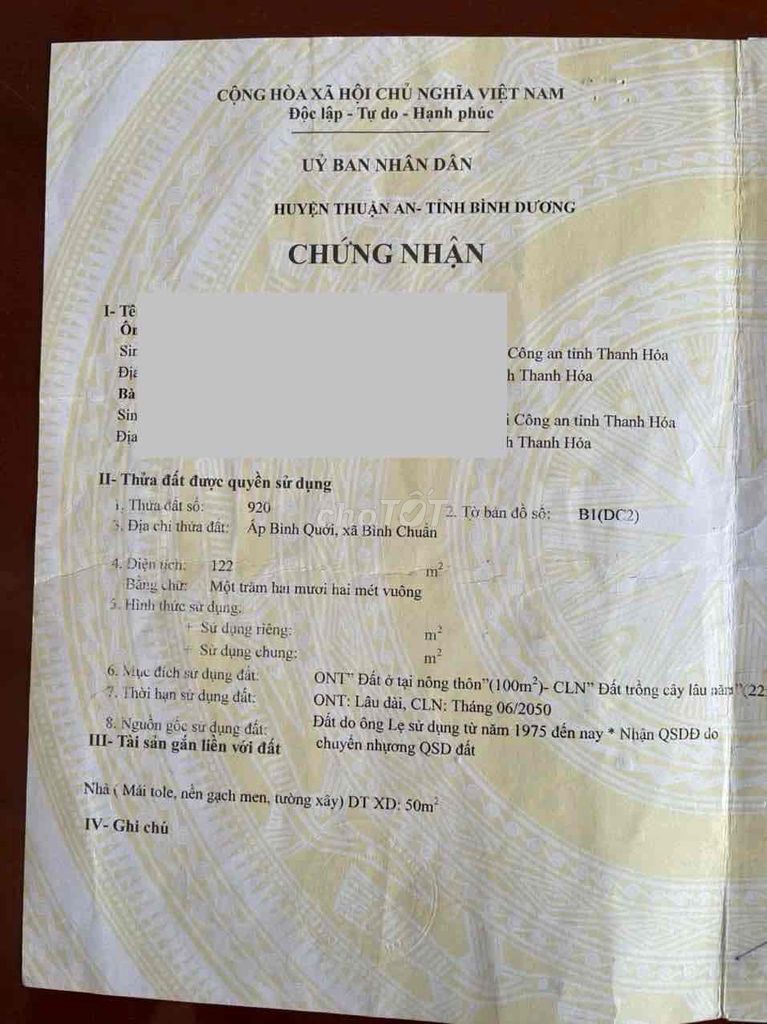 CỘNG HÒA XÃ HỘI CHỦ NGHĨA VIỆT NAM
Độc lập - Tự do - Hạnh phúc
UỶ BAN NHÂN DÂN
HUYỆN THUẬN AN- TỈNH BÌNH DƯƠNG
CHỨNG NHẬN
I- Tê
Ôn
Sin Công an tỉnh Thanh Hóa
Địa h Thanh Hóa
Bà
Sin i Công an tỉnh Thanh Hóa
Địa h Thanh Hóa
II- Thửa đất được quyền sử dụng
1. Thửa đất số: 920 2. Tờ bản đồ số: B1(DC2)
3. Địa chỉ thửa đất: Ấp Bình Quới, xã Bình Chuẩn
chợTỐT
4. Diện tích: 122 m²
Bằng chữ: Một trăm hai mươi hai mét vuông
5. Hình thức sử dụng:
+ Sử dụng riêng: m²
+ Sử dụng chung: m²
6. Mục đích sử dụng đất: ONT" Đất ở tại nông thôn"(100m²)- CLN" Đất trồng cây lâu năm"(22
7. Thời hạn sử dụng đất: ONT: Lâu dài, CLN: Tháng 06/2050
8. Nguồn gốc sử dụng đất: Đất do ông Lẹ sử dụng từ năm 1975 đến nay * Nhận QSDĐ do
chuyển nhượng QSD đất
III- Tài sản gắn liền với đất
Nhà ( Mái tole, nền gạch men, tường xây) DT XD: 50m²
IV- Ghi chú